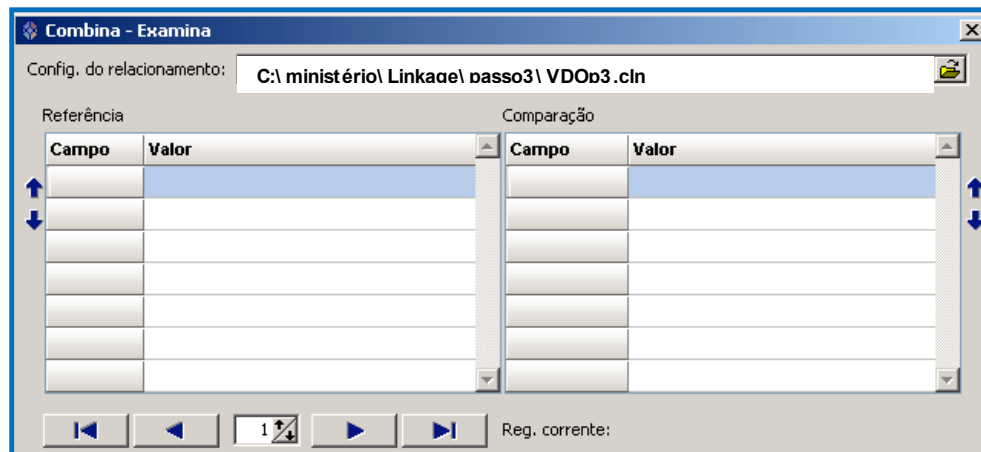 Combina - Examina
Config. do relacionamento: C:\ ministério\ Linkage\ passo3\ VDOp3.cln
Referência Comparação
Campo Valor Campo Valor
1 Reg. corrente: